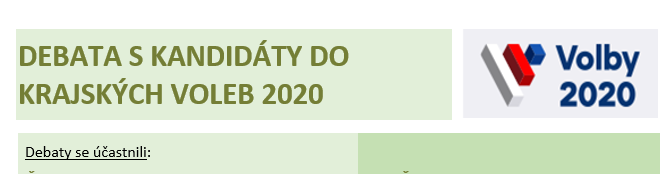 DEBATA S KANDIDÁTY DO
KRAJSKÝCH VOLEB 2020
Volby
2020
Debaty se účastnili: